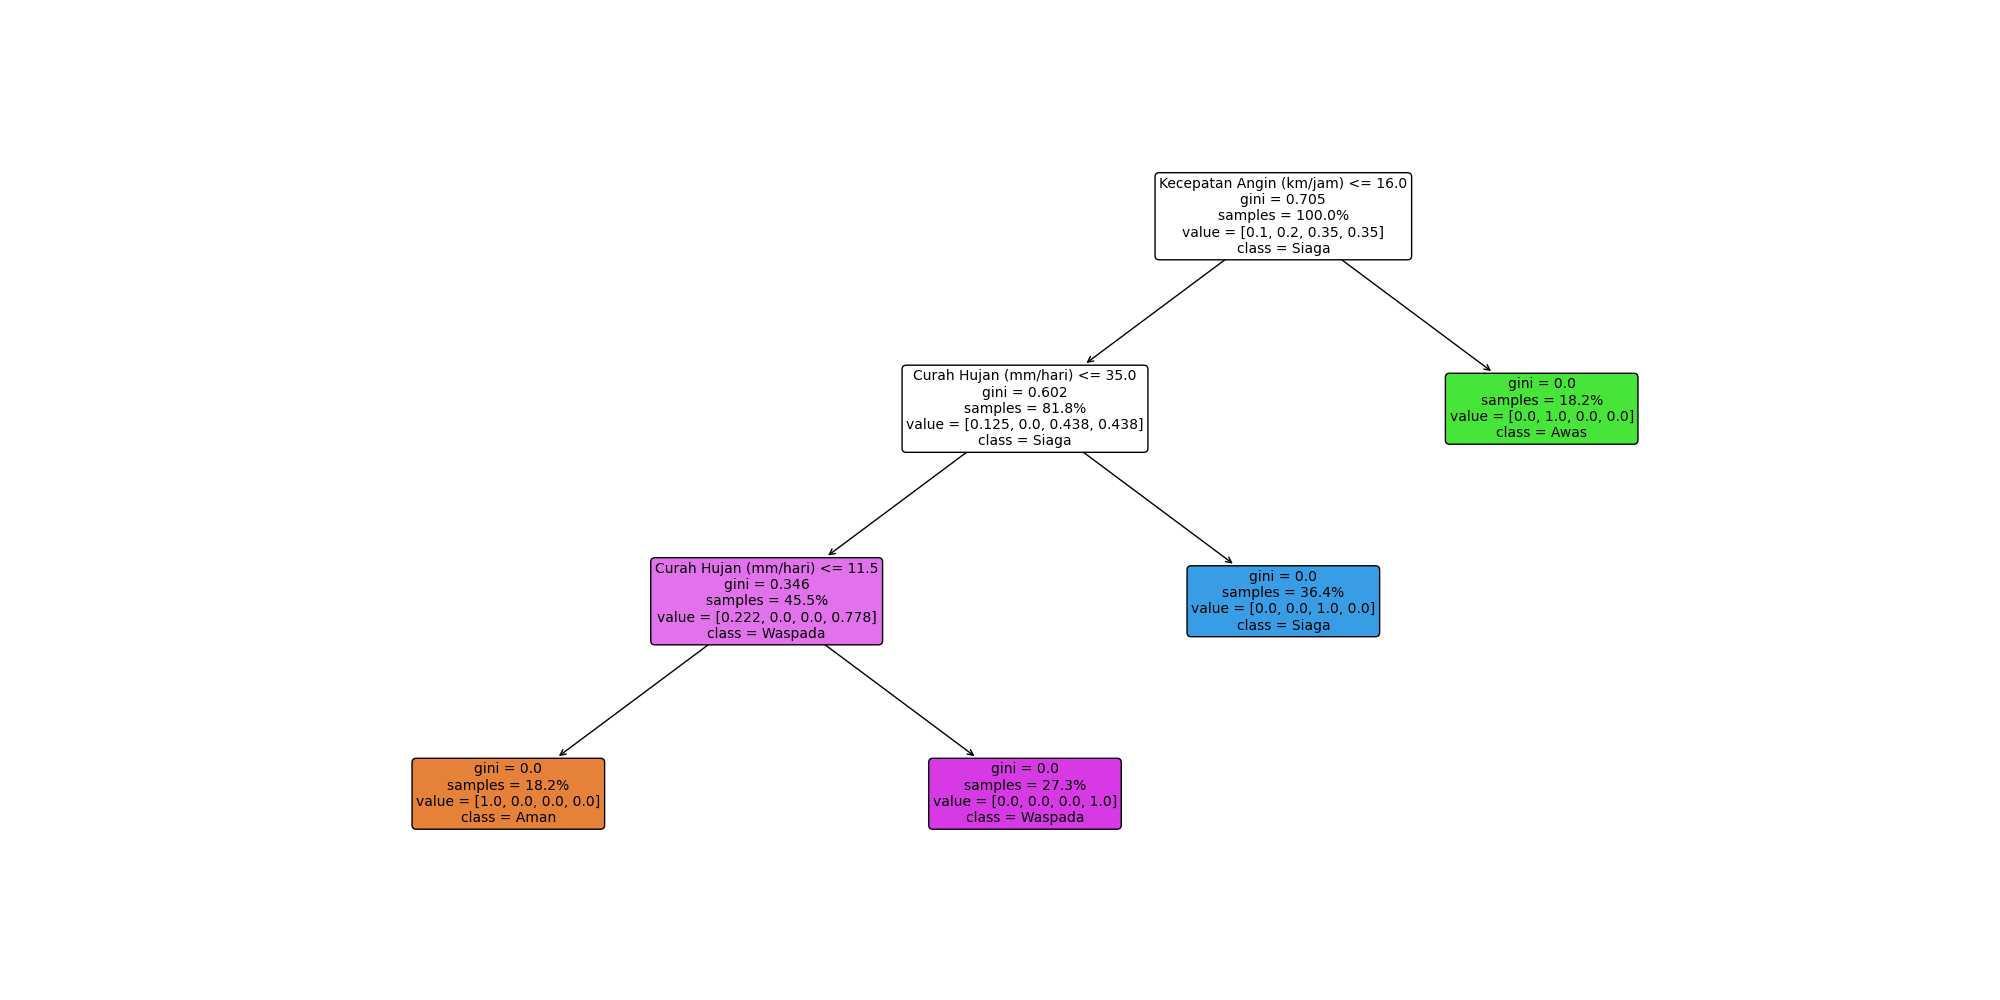 Kecepatan Angin (km/jam) <= 16.0
gini = 0.705
samples = 100.0%
value = [0.1, 0.2, 0.35, 0.35]
class = Siaga
Curah Hujan (mm/hari) <= 35.0
gini = 0.602
samples = 81.8%
value = [0.125, 0.0, 0.438, 0.438]
class = Siaga
gini = 0.0
samples = 18.2%
value = [0.0, 1.0, 0.0, 0.0]
class = Awas
Curah Hujan (mm/hari) <= 11.5
gini = 0.346
samples = 45.5%
value = [0.222, 0.0, 0.0, 0.778]
class = Waspada
gini = 0.0
samples = 36.4%
value = [0.0, 0.0, 1.0, 0.0]
class = Siaga
gini = 0.0
samples = 18.2%
value = [1.0, 0.0, 0.0, 0.0]
class = Aman
gini = 0.0
samples = 27.3%
value = [0.0, 0.0, 0.0, 1.0]
class = Waspada